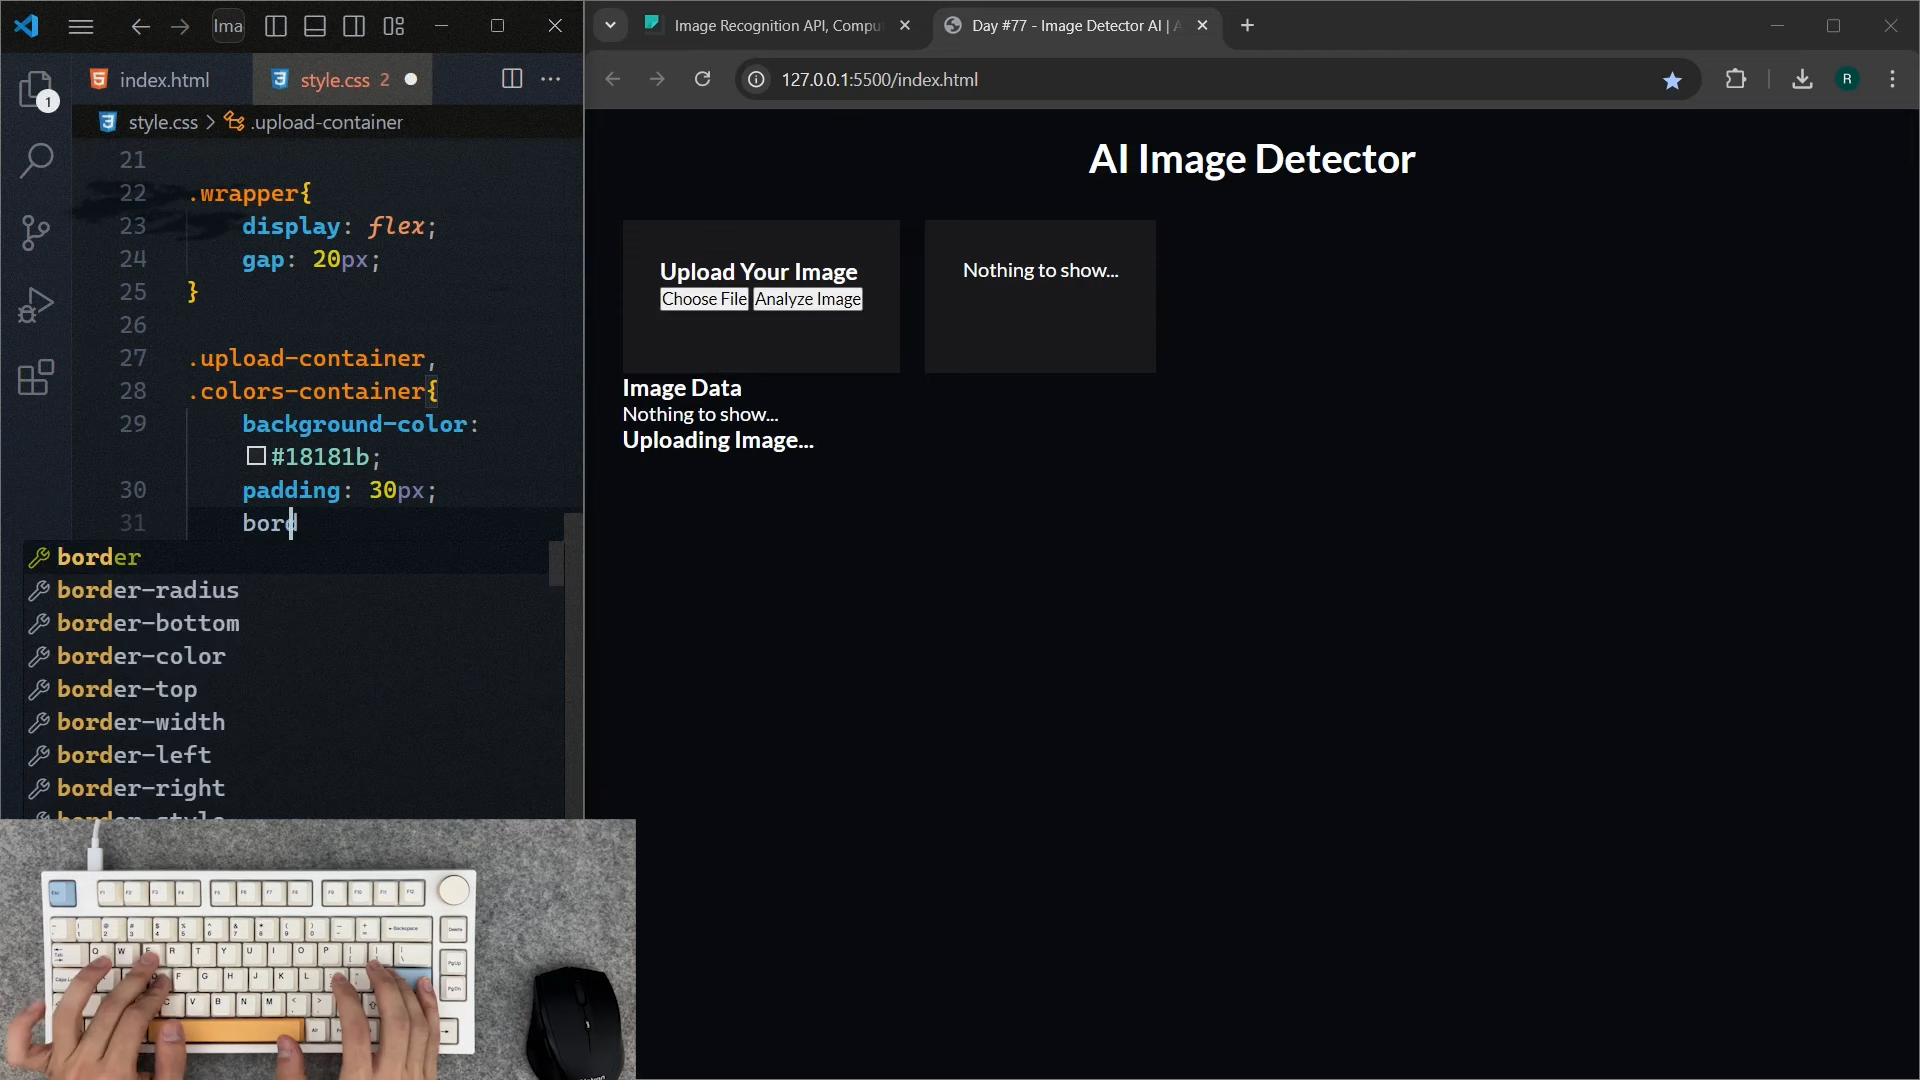 Ima
index.html
style.css 2
1
style.css > .upload-container
21
22 .wrapper{
23 display: flex;
24 gap: 20px;
25 }
26
27 .upload-container,
28 .colors-container{
29 background-color:
#18181b;
30 padding: 30px;
31 bord
border
border-radius
border-bottom
border-color
border-top
border-width
border-left
border-right
border-style
Image Recognition API, Compu
Day #77 - Image Detector AI |
127.0.0.1:5500/index.html
R
AI Image Detector
Upload Your Image
Choose File Analyze Image
Nothing to show...
Image Data
Nothing to show...
Uploading Image...